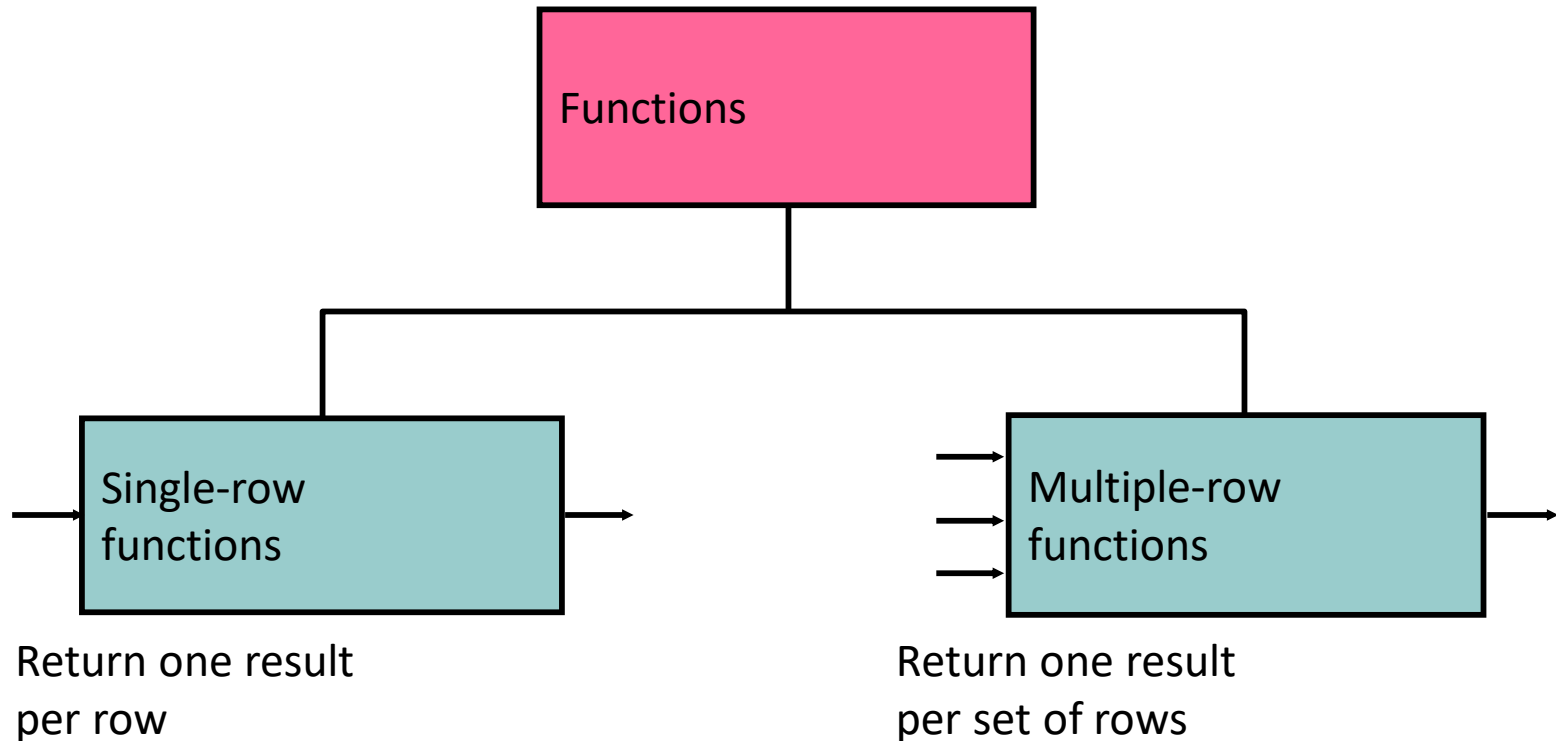 Functions
Single-row
functions
Return one result
per row
Multiple-row
functions
Return one result
per set of rows